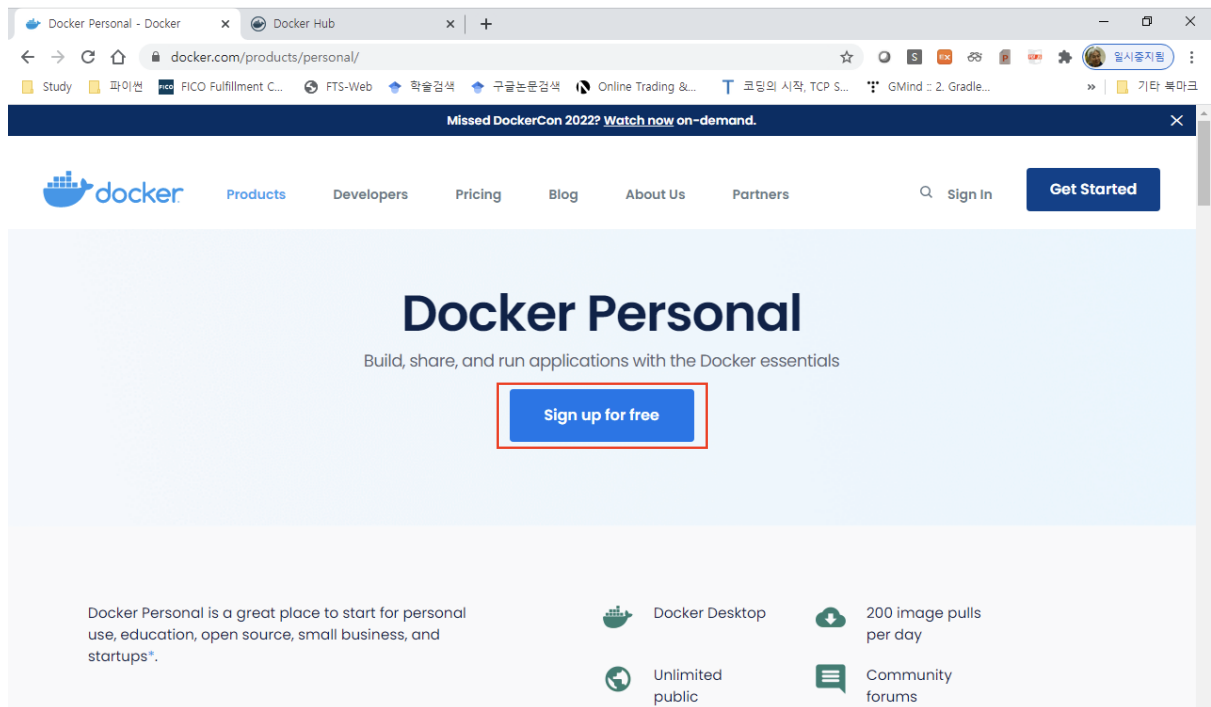 Docker Personal - Docker
Docker Hub
docker.com/products/personal/
일시중지됨
Study
파이썬
FICO
FICO Fulfillment C...
FTS-Web
학술검색
구글논문검색
Online Trading &...
코딩의 시작, TCP S...
GMind :: 2. Gradle...
»
기타 북마크
Missed DockerCon 2022? Watch now on-demand.
docker
Products
Developers
Pricing
Blog
About Us
Partners
Sign In
Get Started
Docker Personal
Build, share, and run applications with the Docker essentials
Sign up for free
Docker Personal is a great place to start for personal
use, education, open source, small business, and
startups*.
Docker Desktop
200 image pulls
per day
Unlimited
public
Community
forums